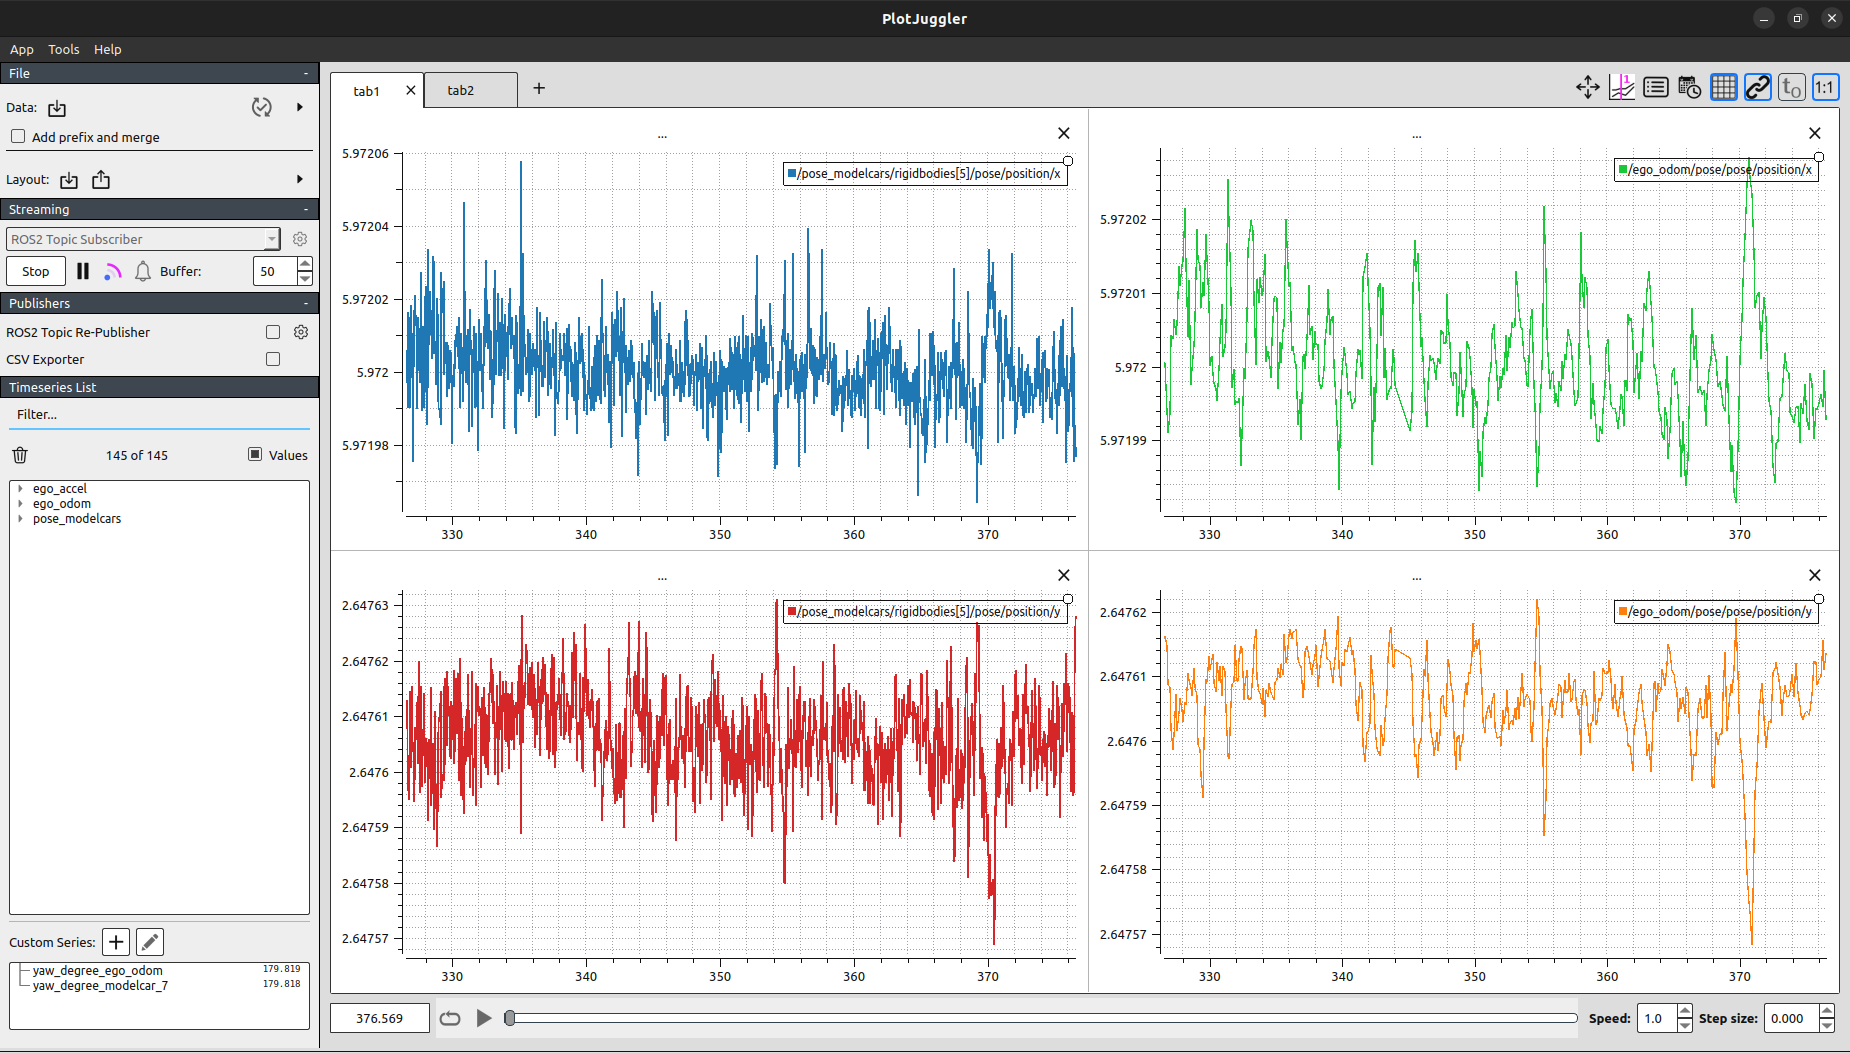 PlotJuggler
App Tools Help
File -
Data:
Add prefix and merge
Layout:
Streaming -
ROS2 Topic Subscriber
Stop Buffer: 50
Publishers -
ROS2 Topic Re-Publisher
CSV Exporter
Timeseries List
Filter...
145 of 145 Values
ego_accel
ego_odom
pose_modelcars
Custom Series:
yaw_degree_ego_odom 179.819
yaw_degree_modelcar_7 179.818
tab1 tab2 +
1 t0 1:1
...
/pose_modelcars/rigidbodies[5]/pose/position/x
5.97206
5.97204
5.97202
5.972
5.97198
330 340 350 360 370
...
/ego_odom/pose/pose/position/x
5.97202
5.97201
5.972
5.97199
330 340 350 360 370
...
/pose_modelcars/rigidbodies[5]/pose/position/y
2.64763
2.64762
2.64761
2.6476
2.64759
2.64758
2.64757
330 340 350 360 370
...
/ego_odom/pose/pose/position/y
2.64762
2.64761
2.6476
2.64759
2.64758
2.64757
330 340 350 360 370
376.569 Speed: 1.0 Step size: 0.000